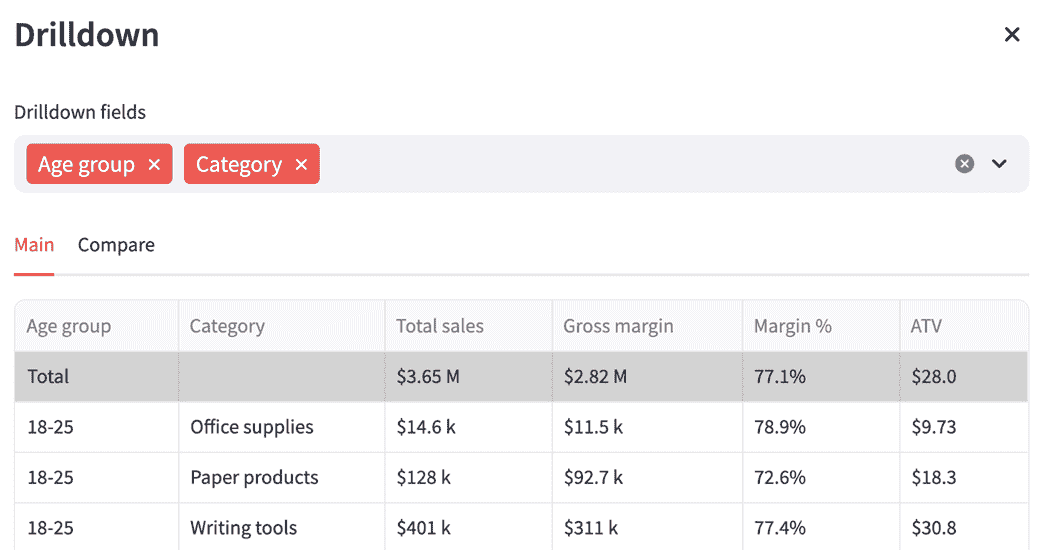 Drilldown
Drilldown fields
Age group Category
Main Compare
Age group Category Total sales Gross margin Margin % ATV
Total $3.65 M $2.82 M 77.1% $28.0
18-25 Office supplies $14.6 k $11.5 k 78.9% $9.73
18-25 Paper products $128 k $92.7 k 72.6% $18.3
18-25 Writing tools $401 k $311 k 77.4% $30.8